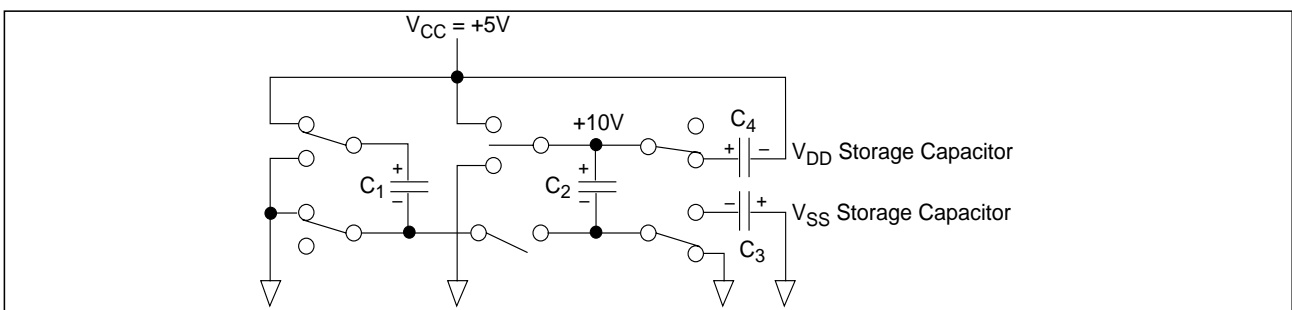 V_CC = +5V
+10V
C_4
+ −
V_DD Storage Capacitor
+
C_1
−
+
C_2
−
− +
V_SS Storage Capacitor
C_3